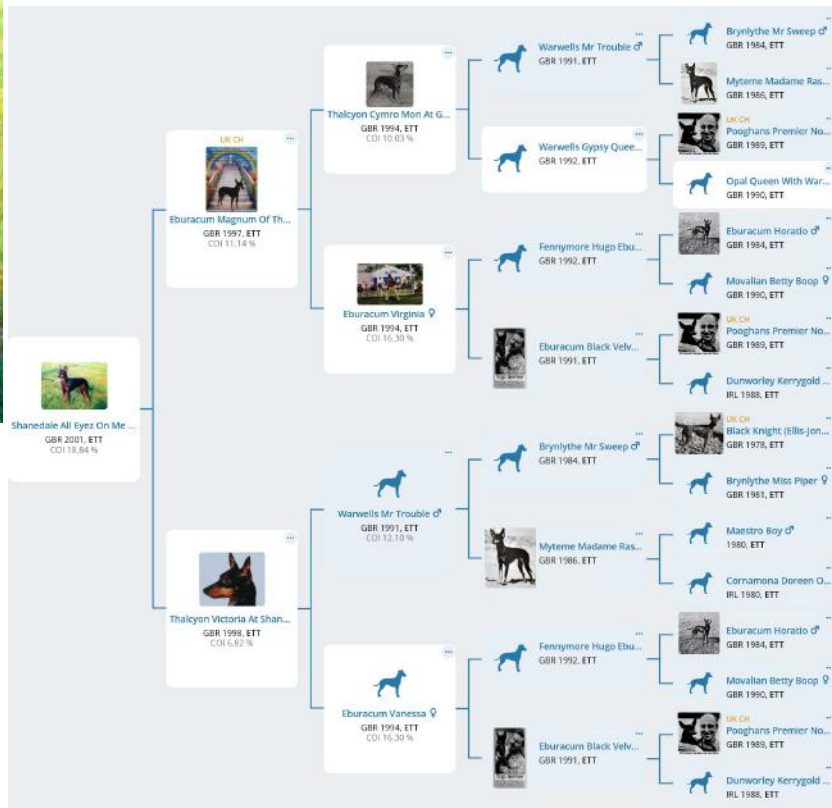 Shanedale All Eyez On Me ...
GBR 2001, ETT
COI 18.84 %
UK CH
Eburacum Magnum Of Th...
GBR 1997, ETT
COI 11.14 %
Thalcyon Victoria At Shan...
GBR 1998, ETT
COI 6.82 %
Thalcyon Cymro Mon At G...
GBR 1994, ETT
COI 10.03 %
Eburacum Virginia ♀
GBR 1994, ETT
COI 16.30 %
Warwells Mr Trouble ♂
GBR 1991, ETT
COI 12.10 %
Eburacum Vanessa ♀
GBR 1994, ETT
COI 16.30 %
Warwells Mr Trouble ♂
GBR 1991, ETT
Warwells Gypsy Quee...
GBR 1992, ETT
Fennymore Hugo Ebu...
GBR 1992, ETT
Eburacum Black Velv...
GBR 1991, ETT
Brynlythe Mr Sweep ♂
GBR 1984, ETT
Myteme Madame Ras...
GBR 1986, ETT
Fennymore Hugo Ebu...
GBR 1992, ETT
Eburacum Black Velv...
GBR 1991, ETT
Brynlythe Mr Sweep ♂
GBR 1984, ETT
Myteme Madame Ras...
GBR 1986, ETT
UK CH
Pooghans Premier No...
GBR 1989, ETT
Opal Queen With War...
GBR 1990, ETT
Eburacum Horatio ♂
GBR 1984, ETT
Movalian Betty Boop ♀
GBR 1990, ETT
UK CH
Pooghans Premier No...
GBR 1989, ETT
Dunworley Kerrygold ...
IRL 1988, ETT
UK CH
Black Knight (Ellis-Jon...
GBR 1978, ETT
Brynlythe Miss Piper ♀
GBR 1981, ETT
Maestro Boy ♂
1980, ETT
Cornamona Doreen O...
IRL 1980, ETT
Eburacum Horatio ♂
GBR 1984, ETT
Movalian Betty Boop ♀
GBR 1990, ETT
UK CH
Pooghans Premier No...
GBR 1989, ETT
Dunworley Kerrygold ...
IRL 1988, ETT